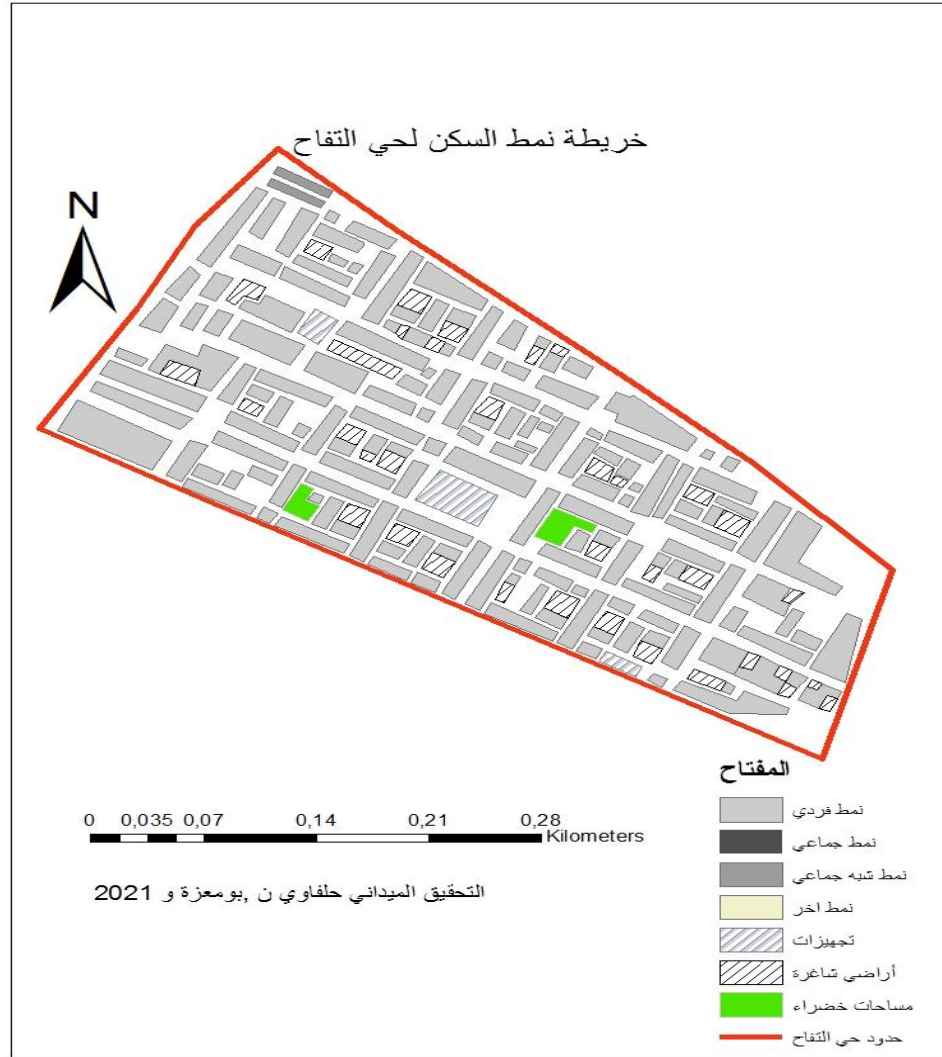 خريطة نمط السكن لحي التفاح
N
المفتاح
نمط فردي
نمط جماعي
نمط شبه جماعي
نمط اخر
تجهيزات
أراضي شاغرة
مساحات خضراء
حدود حي التفاح
0 0,035 0,07 0,14 0,21 0,28
Kilometers
التحقيق الميداني حلفاوي ن ,بومعزة و 2021